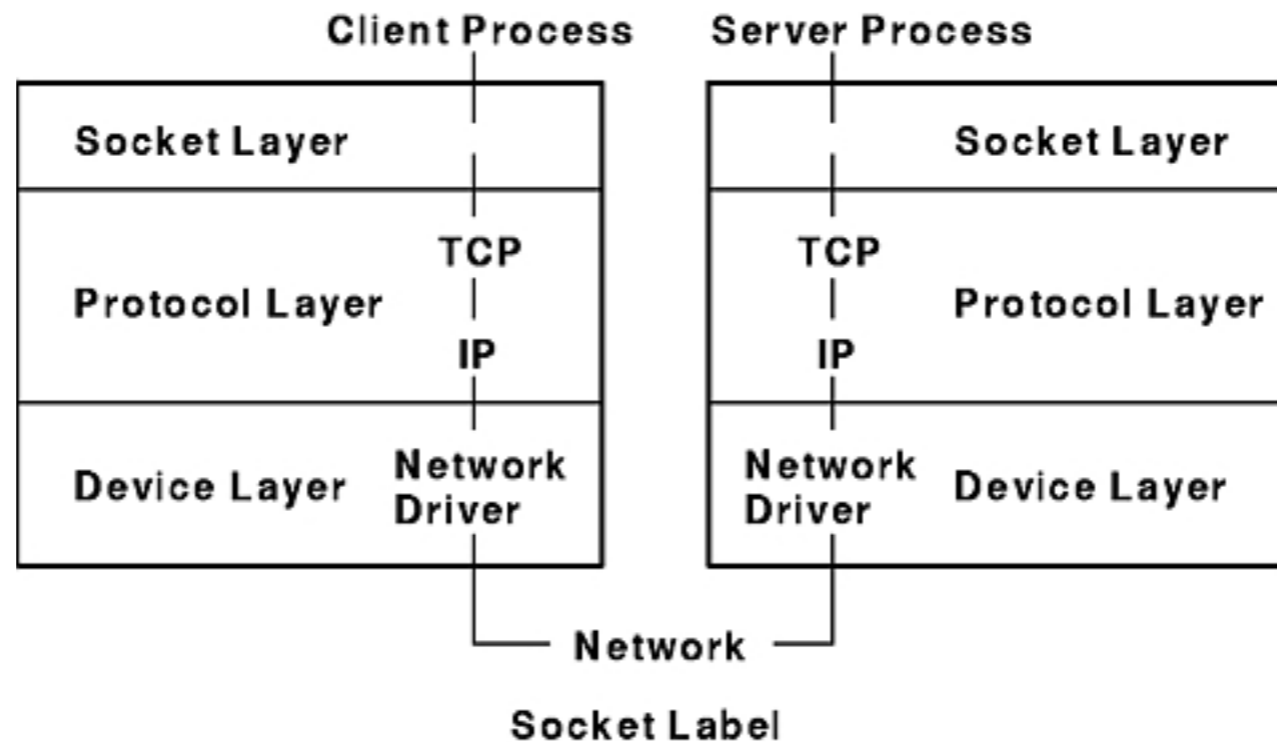 Client Process
Server Process
Socket Layer
TCP
Protocol Layer
IP
Device Layer
Network
Driver
Socket Layer
TCP
Protocol Layer
IP
Network
Driver
Device Layer
Network
Socket Label